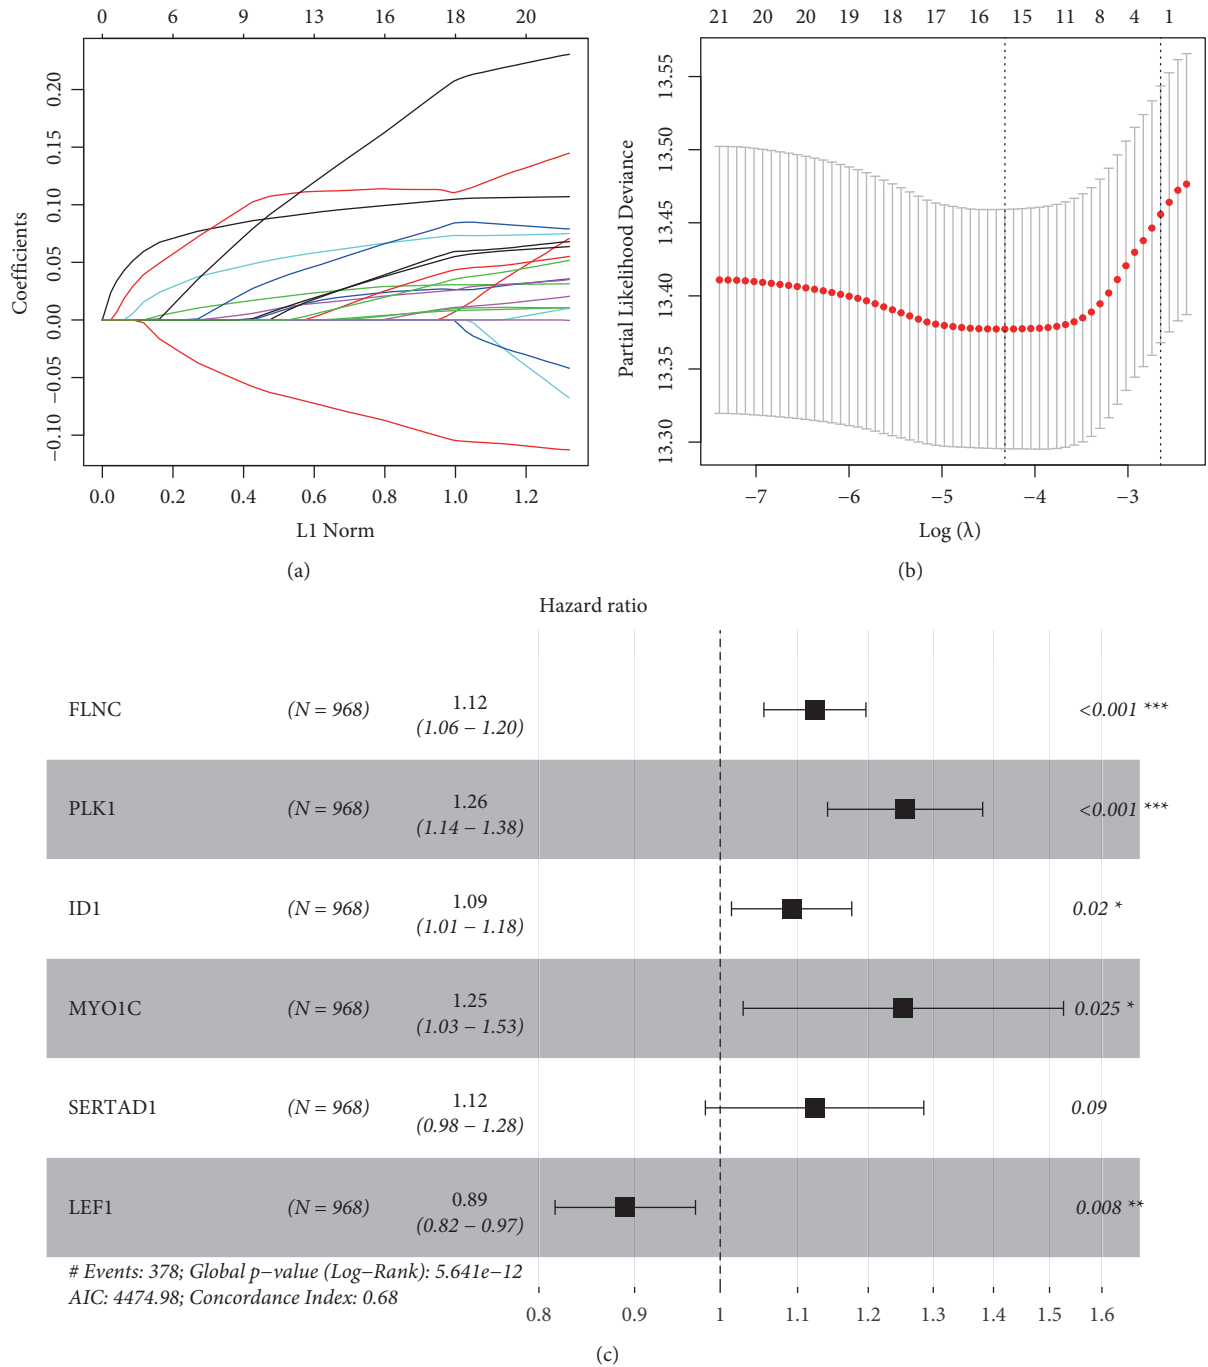 0 6 9 13 16 18 20
Coefficients
0.20
0.15
0.10
0.05
0.00
−0.05
−0.10
0.0 0.2 0.4 0.6 0.8 1.0 1.2
L1 Norm
(a)
21 20 20 19 18 17 16 15 11 8 4 1
Partial Likelihood Deviance
13.55
13.50
13.45
13.40
13.35
13.30
−7 −6 −5 −4 −3
Log (λ)
(b)
Hazard ratio
FLNC (N = 968) 1.12 <0.001 ***
(1.06 − 1.20)
PLK1 (N = 968) 1.26 <0.001 ***
(1.14 − 1.38)
ID1 (N = 968) 1.09 0.02 *
(1.01 − 1.18)
MYO1C (N = 968) 1.25 0.025 *
(1.03 − 1.53)
SERTAD1 (N = 968) 1.12 0.09
(0.98 − 1.28)
LEF1 (N = 968) 0.89 0.008 **
(0.82 − 0.97)
# Events: 378; Global p−value (Log−Rank): 5.641e−12
AIC: 4474.98; Concordance Index: 0.68
0.8 0.9 1 1.1 1.2 1.3 1.4 1.5 1.6
(c)